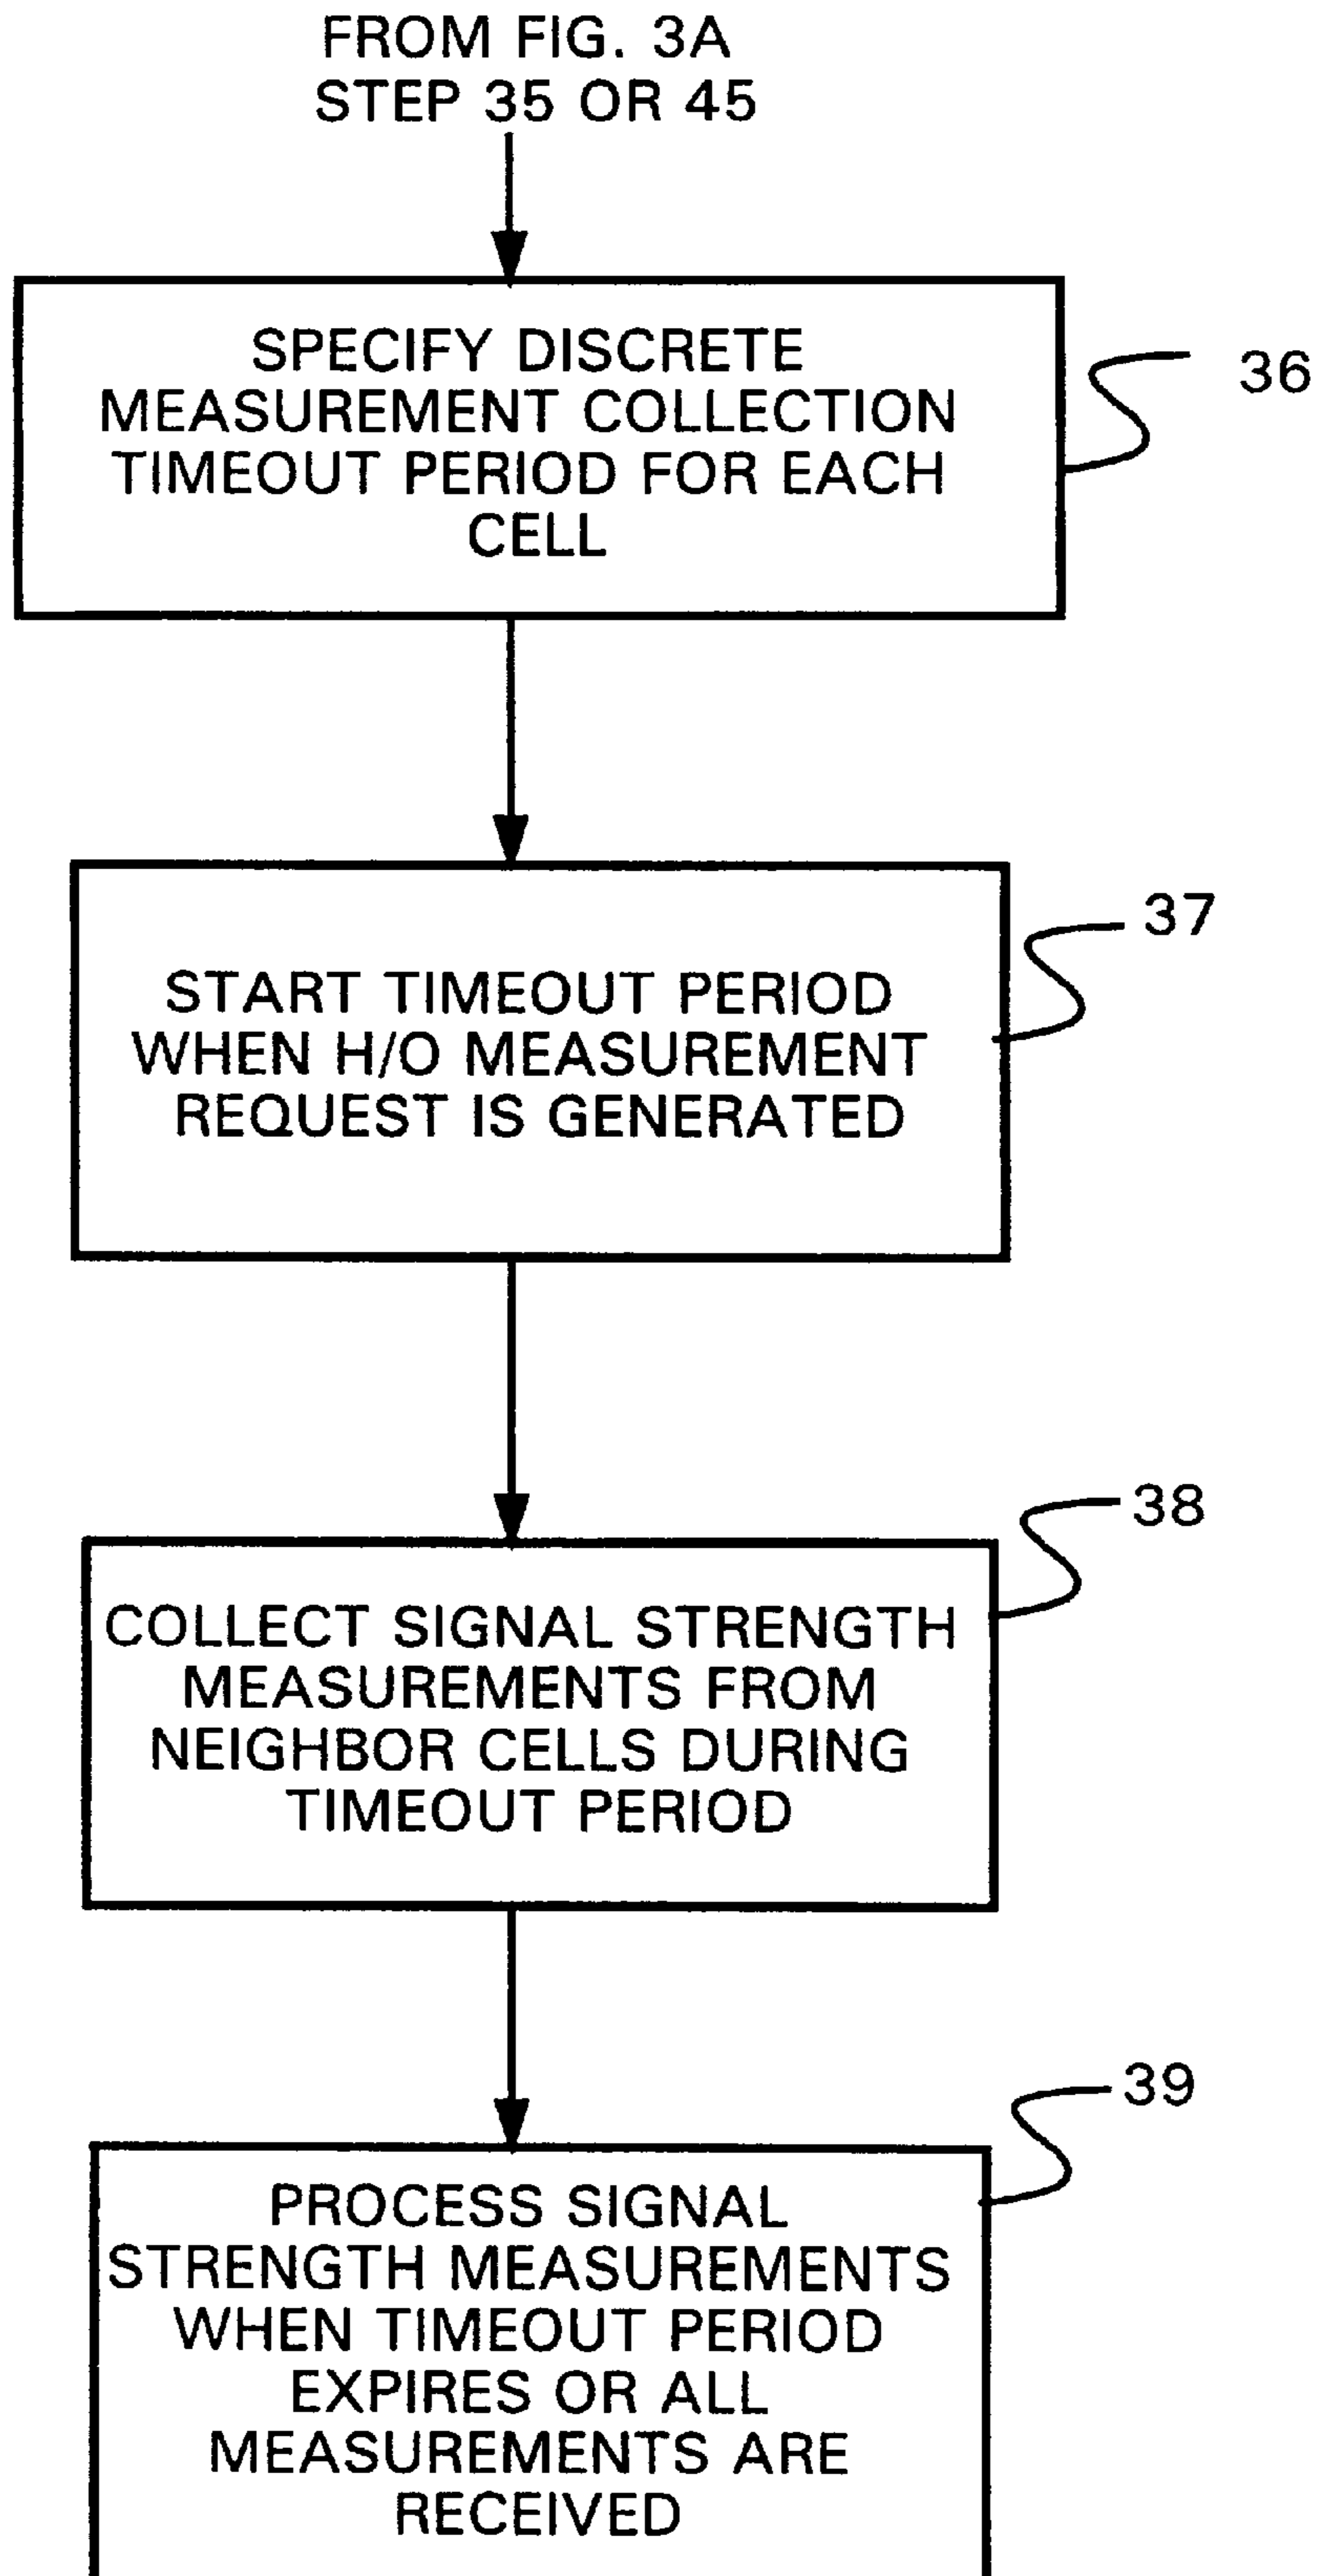 FROM FIG. 3A
STEP 35 OR 45
SPECIFY DISCRETE
MEASUREMENT COLLECTION
TIMEOUT PERIOD FOR EACH
CELL
36
START TIMEOUT PERIOD
WHEN H/O MEASUREMENT
REQUEST IS GENERATED
37
COLLECT SIGNAL STRENGTH
MEASUREMENTS FROM
NEIGHBOR CELLS DURING
TIMEOUT PERIOD
38
PROCESS SIGNAL
STRENGTH MEASUREMENTS
WHEN TIMEOUT PERIOD
EXPIRES OR ALL
MEASUREMENTS ARE
RECEIVED
39